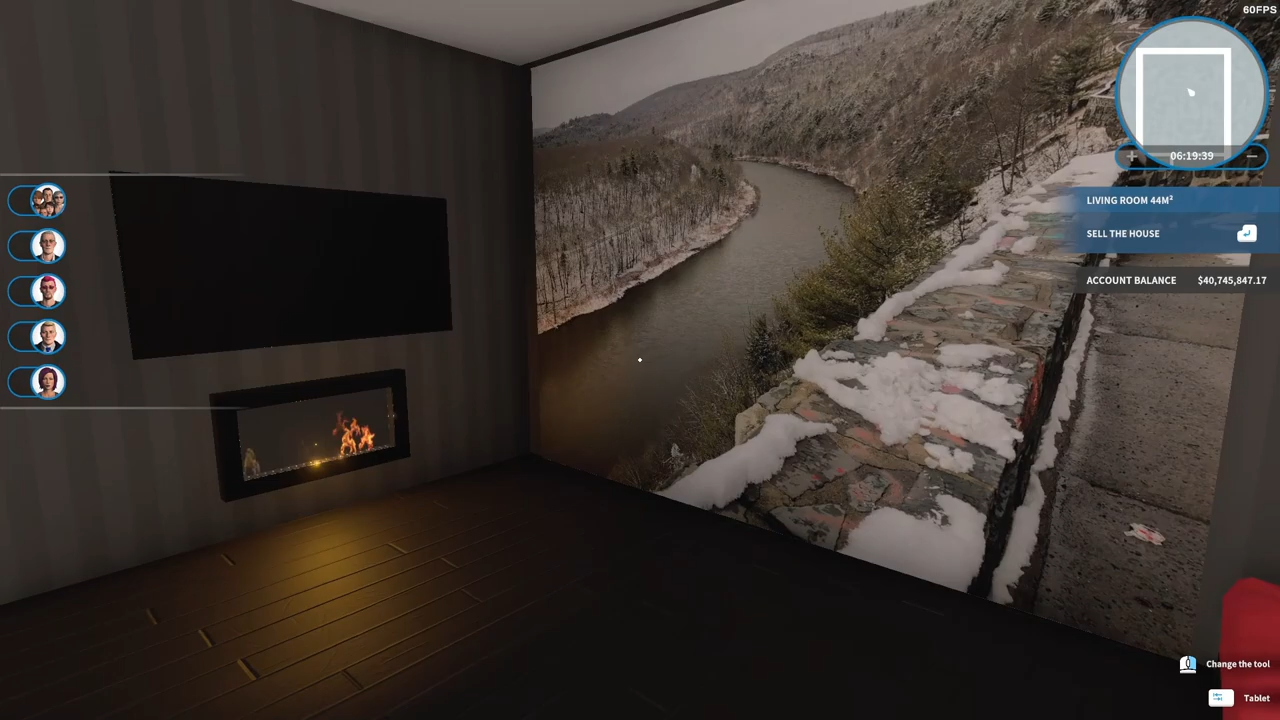 60FPS
06:19:39
LIVING ROOM 44M²
SELL THE HOUSE
ACCOUNT BALANCE $40,745,847.17
Change the tool
Tablet